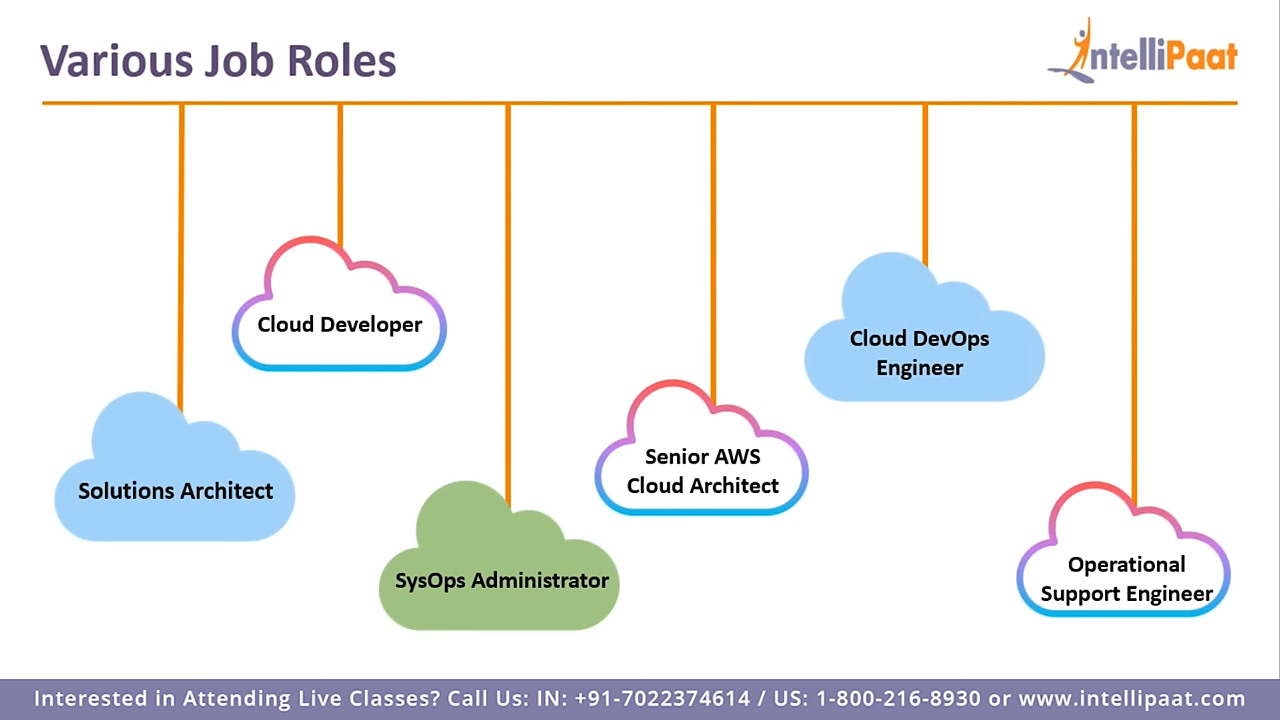 Various Job Roles
IntelliPaat
Cloud Developer
Cloud DevOps
Engineer
Solutions Architect
Senior AWS
Cloud Architect
SysOps Administrator
Operational
Support Engineer
Interested in Attending Live Classes? Call Us: IN: +91-7022374614 / US: 1-800-216-8930 or www.intellipaat.com